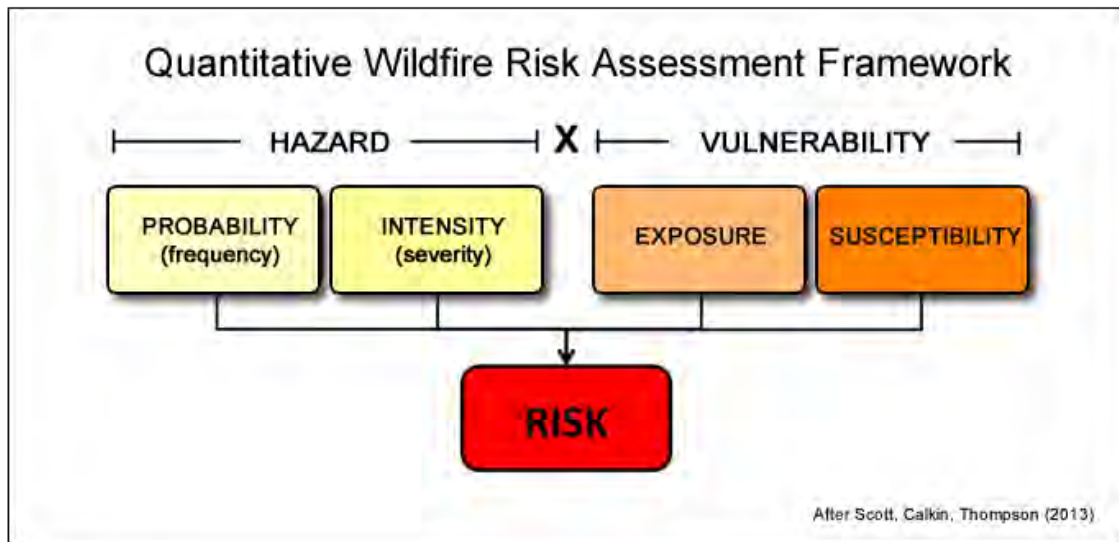 Quantitative Wildfire Risk Assessment Framework
HAZARD X VULNERABILITY
PROBABILITY
(frequency)
INTENSITY
(severity)
EXPOSURE
SUSCEPTIBILITY
RISK
After Scott, Calkin, Thompson (2013)